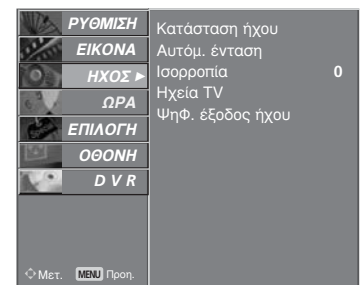 ΡΥΘΜΙΣΗ
ΕΙΚΟΝΑ
ΗΧΟΣ ▶
ΩΡΑ
ΕΠΙΛΟΓΗ
ΟΘΟΝΗ
D V R
Κατάσταση ήχου
Αυτόμ. ένταση
Ισορροπία 0
Ηχεία TV
ΨηΦ. έξοδος ήχου
Μετ. MENU Προη.